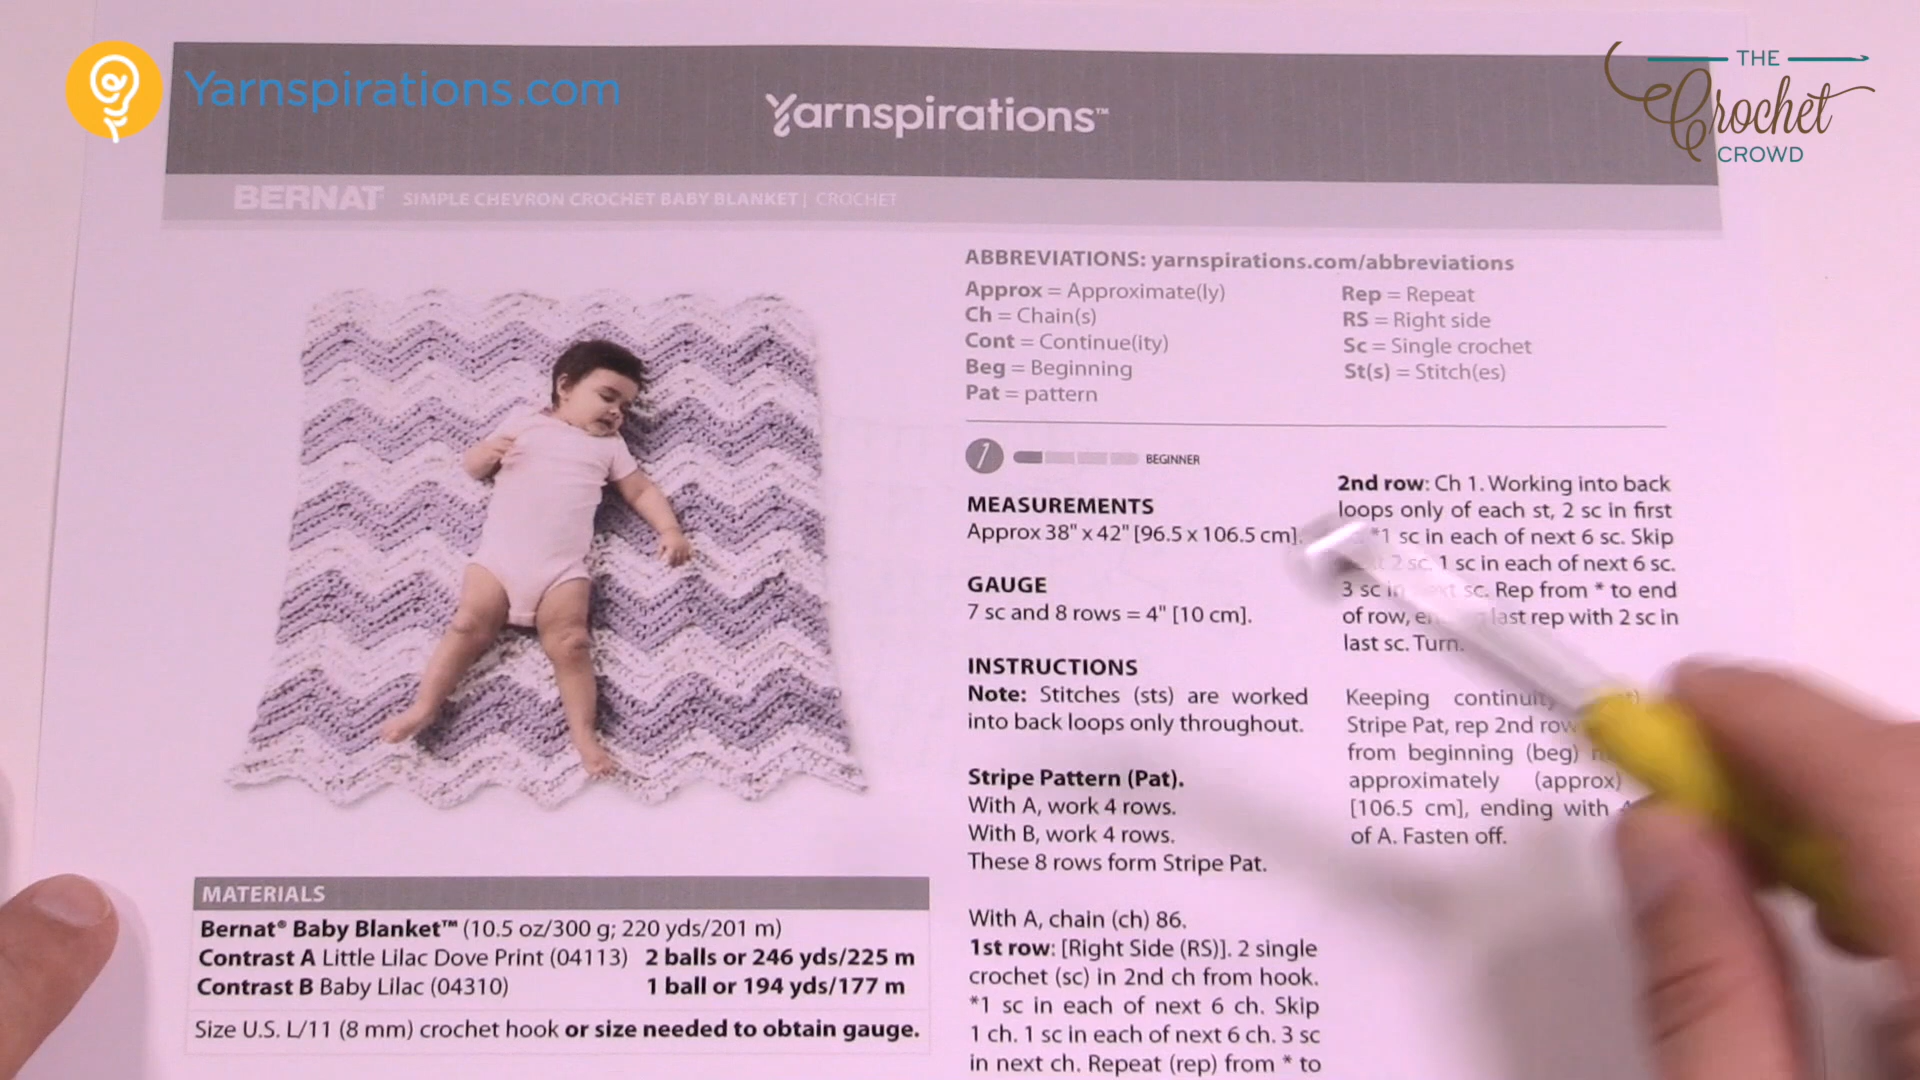 Yarnspirations.com
Yarnspirations™
THE
Crochet
CROWD
BERNAT SIMPLE CHEVRON CROCHET BABY BLANKET | CROCHET
ABBREVIATIONS: yarnspirations.com/abbreviations
Approx = Approximate(ly)
Ch = Chain(s)
Cont = Continue(ity)
Beg = Beginning
Pat = pattern
Rep = Repeat
RS = Right side
Sc = Single crochet
St(s) = Stitch(es)
1 BEGINNER
MEASUREMENTS
Approx 38" x 42" [96.5 x 106.5 cm].
GAUGE
7 sc and 8 rows = 4" [10 cm].
INSTRUCTIONS
Note: Stitches (sts) are worked
into back loops only throughout.
Stripe Pattern (Pat).
With A, work 4 rows.
With B, work 4 rows.
These 8 rows form Stripe Pat.
With A, chain (ch) 86.
1st row: [Right Side (RS)]. 2 single
crochet (sc) in 2nd ch from hook.
*1 sc in each of next 6 ch. Skip
1 ch. 1 sc in each of next 6 ch. 3 sc
in next ch. Repeat (rep) from * to
2nd row: Ch 1. Working into back
loops only of each st, 2 sc in first
*1 sc in each of next 6 sc. Skip
2 sc. 1 sc in each of next 6 sc.
3 sc in sc. Rep from * to end
of row, last rep with 2 sc in
last sc. Turn.
Keeping
Stripe Pat, rep 2nd row
from beginning (beg)
approximately (approx)
[106.5 cm], ending with
of A. Fasten off.
MATERIALS
Bernat® Baby Blanket™ (10.5 oz/300 g; 220 yds/201 m)
Contrast A Little Lilac Dove Print (04113) 2 balls or 246 yds/225 m
Contrast B Baby Lilac (04310) 1 ball or 194 yds/177 m
Size U.S. L/11 (8 mm) crochet hook or size needed to obtain gauge.